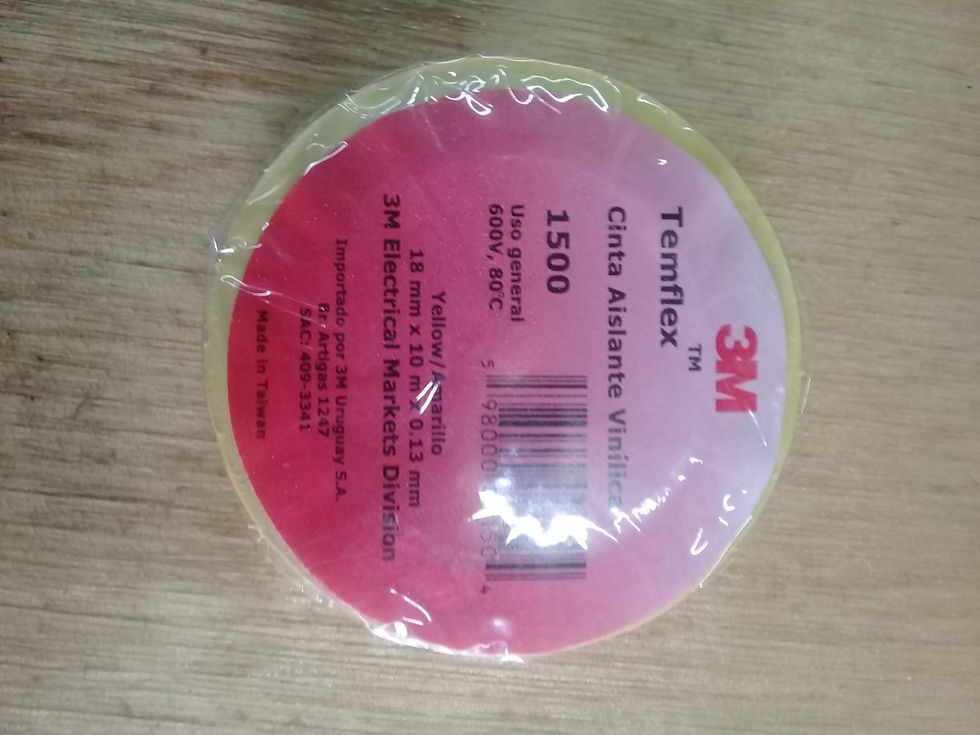 3M
Temflex™
Cinta Aislante Vinílica
1500
Uso general
600V, 80°C
Yellow/Amarillo
18 mm x 10 m x 0,13 mm
3M Electrical Markets Division
Importado por 3M Uruguay S.A.
Br. Artigas 1247
SAC: 409-3341
Made in Taiwan